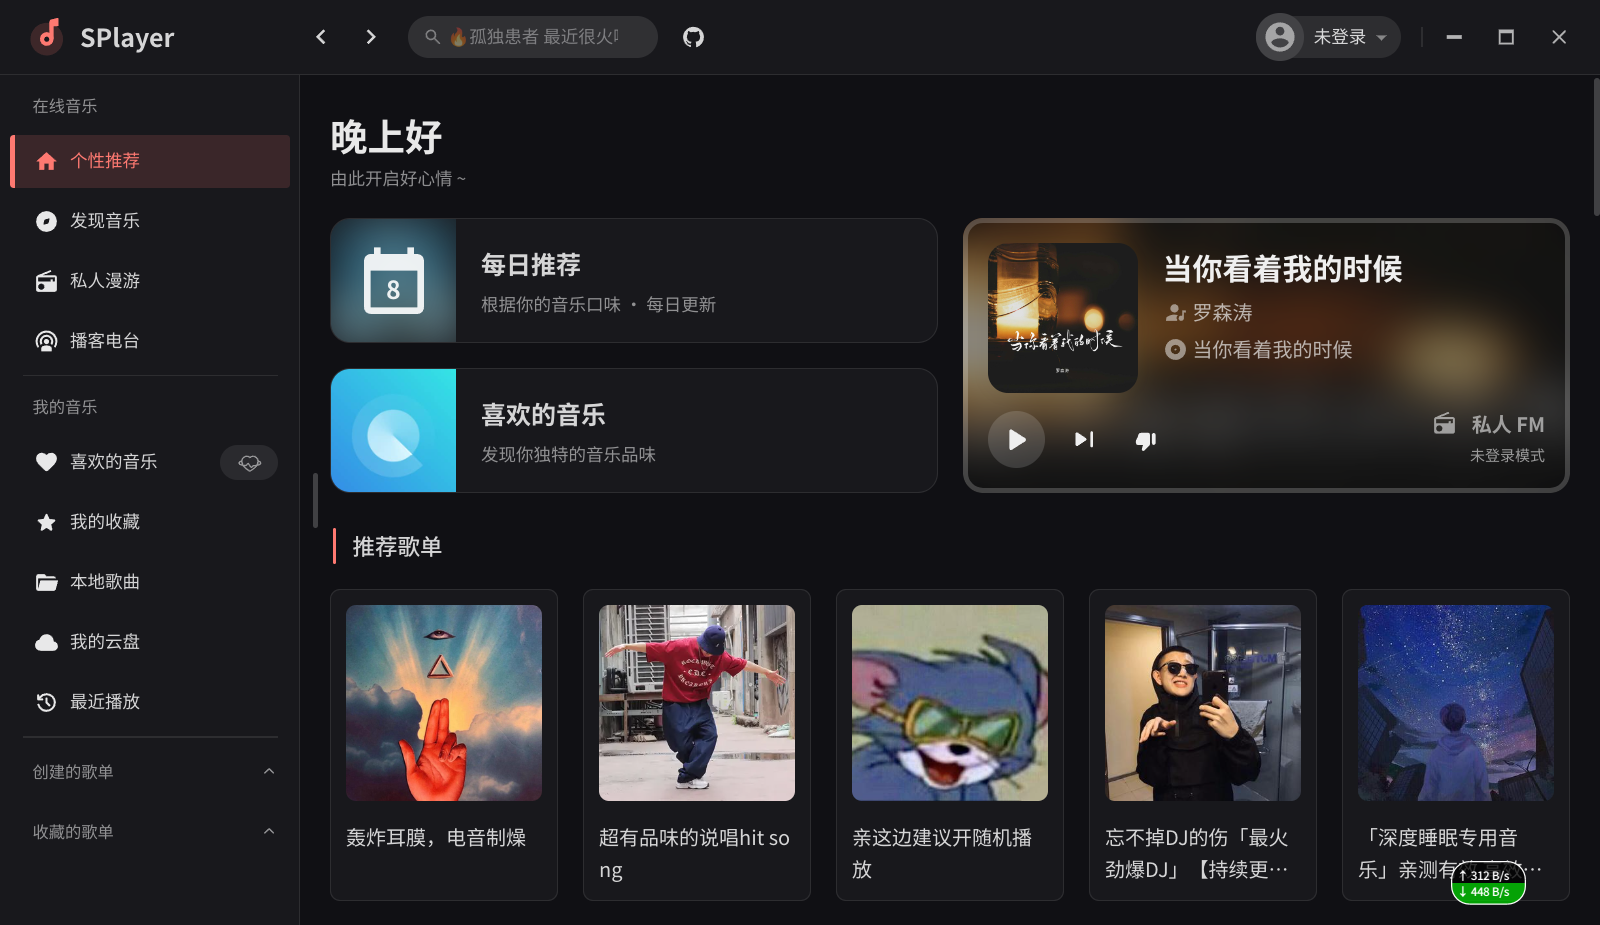 SPlayer
🔥孤独患者 最近很火
未登录
在线音乐
个性推荐
发现音乐
私人漫游
播客电台
我的音乐
喜欢的音乐
我的收藏
本地歌曲
我的云盘
最近播放
创建的歌单
收藏的歌单
晚上好
由此开启好心情 ~
8
每日推荐
根据你的音乐口味 · 每日更新
喜欢的音乐
发现你独特的音乐品味
当你看着我的时候
当你看着我的时候
罗森涛
当你看着我的时候
私人 FM
未登录模式
推荐歌单
轰炸耳膜，电音制燥
超有品味的说唱hit so
ng
亲这边建议开随机播
放
忘不掉DJ的伤「最火
劲爆DJ」【持续更…
「深度睡眠专用音
乐」亲测有
↑ 312 B/s
↓ 448 B/s